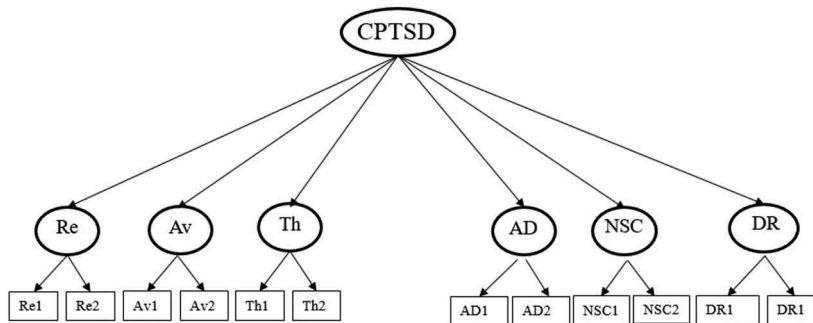 CPTSD
Re Av Th AD NSC DR
Re1 Re2 Av1 Av2 Th1 Th2 AD1 AD2 NSC1 NSC2 DR1 DR1